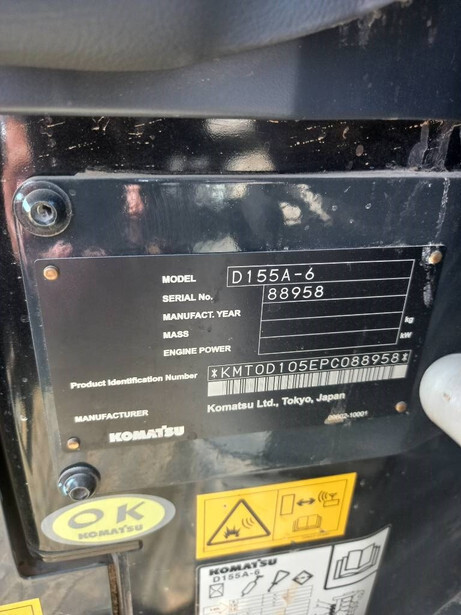 MODEL D155A-6
SERIAL No. 88958
MANUFACT. YEAR
MASS kg
ENGINE POWER kW
Product Identification Number *KMT0D105EPC088958*
MANUFACTURER Komatsu Ltd., Tokyo, Japan
KOMATSU
OK
KOMATSU
KOMATSU
D155A-6